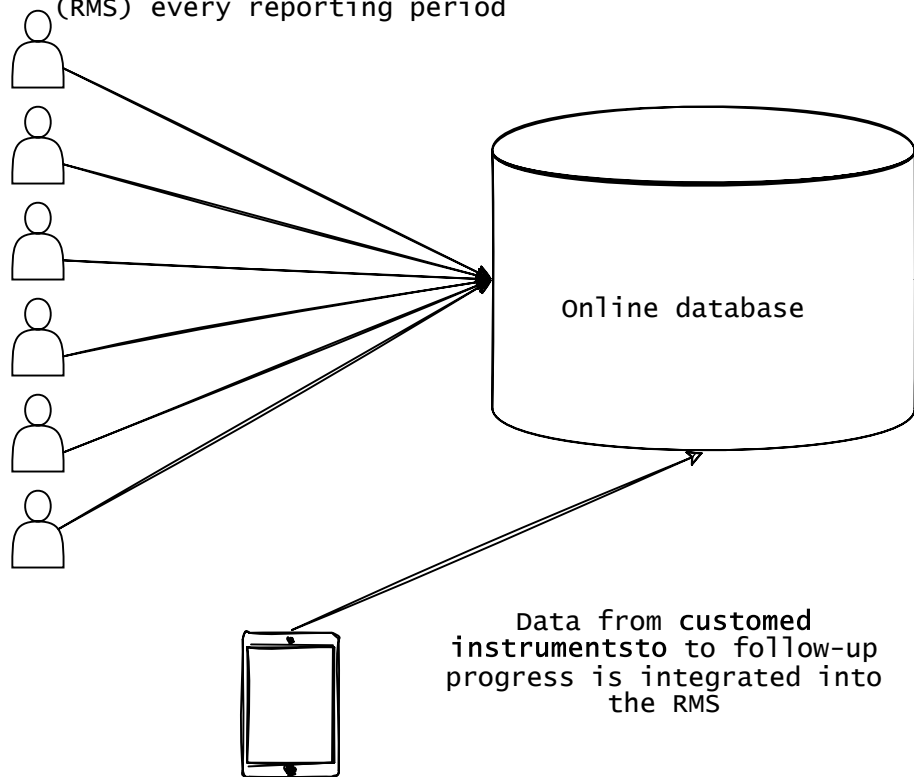 (RMS) every reporting period
Online database
Data from customed
instrumentsto to follow-up
progress is integrated into
the RMS